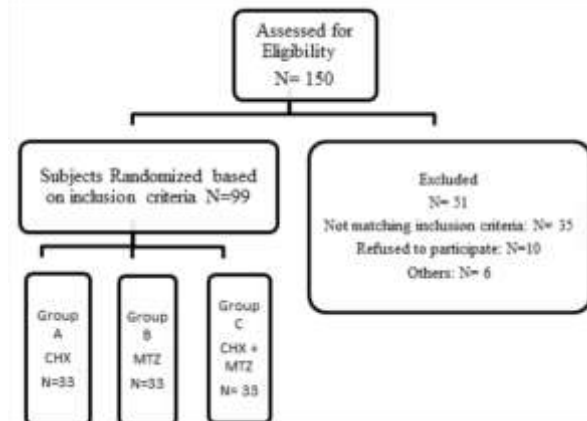 Assessed for
Eligibility
N= 150
Subjects Randomized based
on inclusion criteria N=99
Excluded
N= 51
Not matching inclusion criteria: N= 35
Refused to participate: N=10
Others: N= 6
Group
A
CHX
N=33
Group
B
MTZ
N=33
Group
C
CHX +
MTZ
N= 33